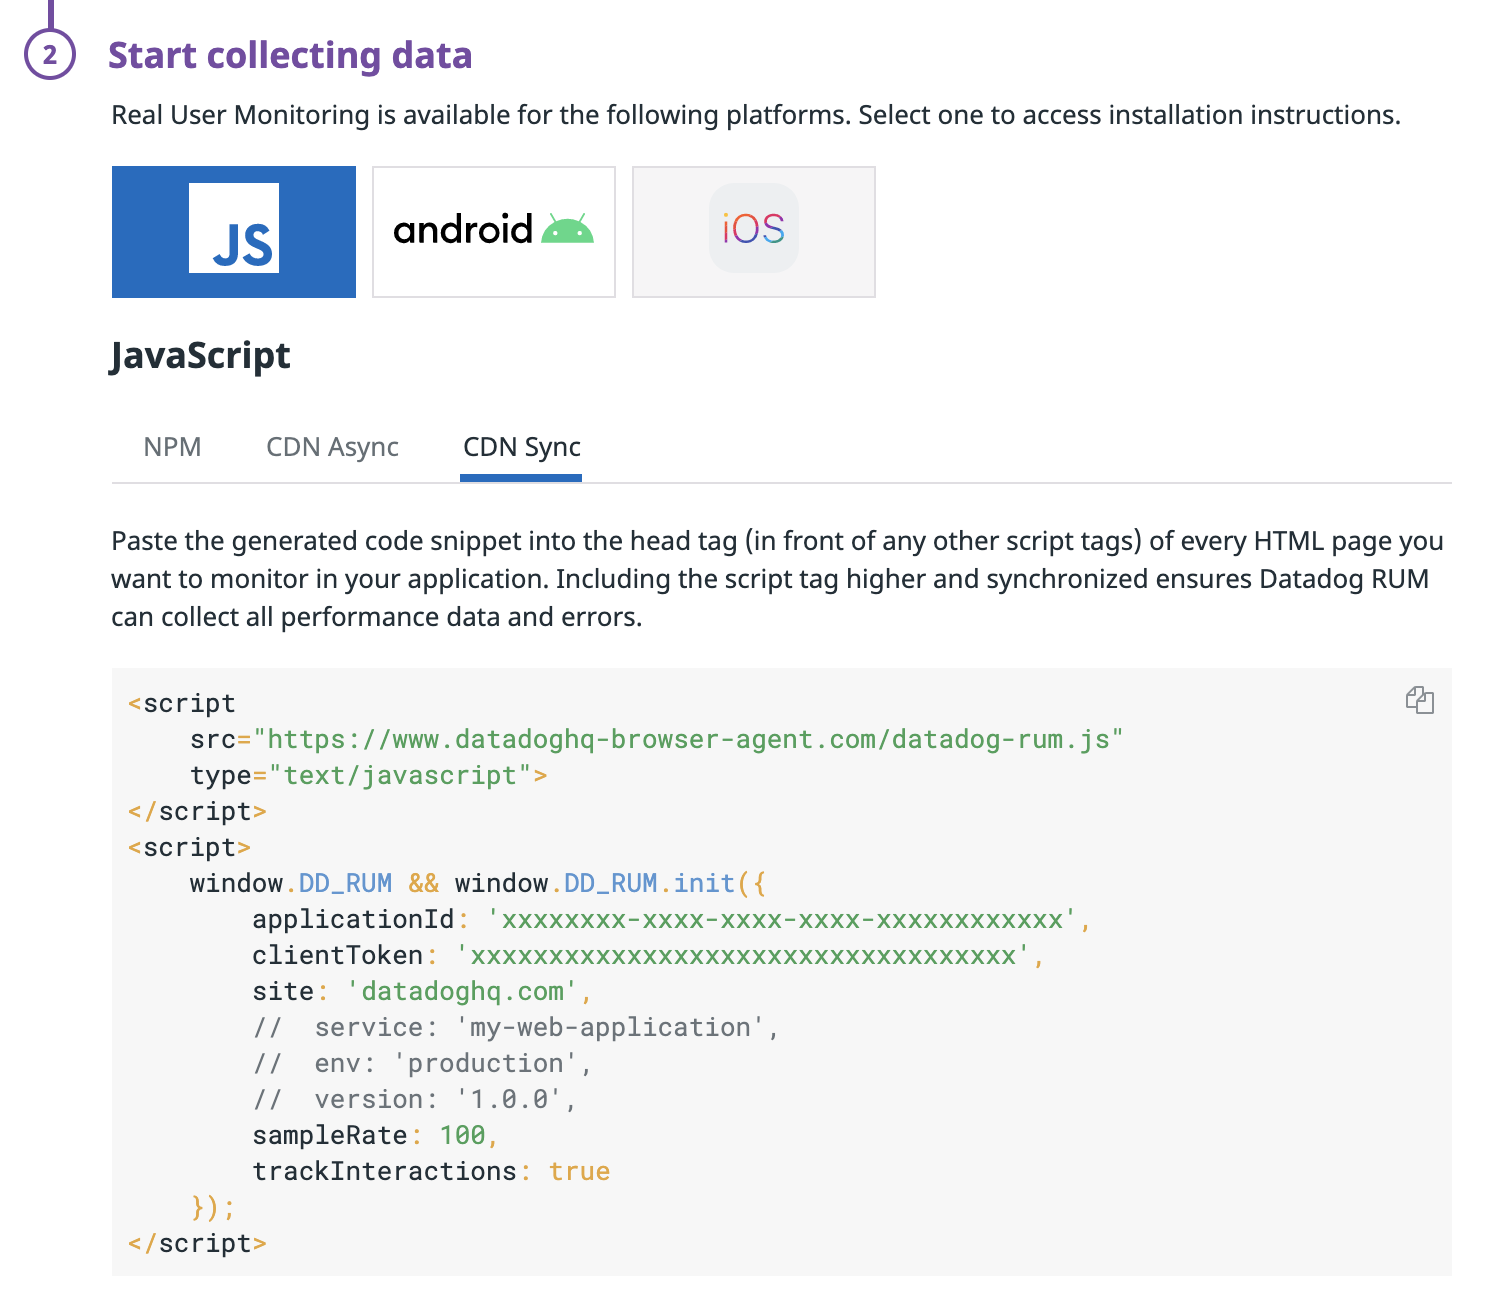 2
Start collecting data
Real User Monitoring is available for the following platforms. Select one to access installation instructions.
JS
android
iOS
JavaScript
NPM
CDN Async
CDN Sync
Paste the generated code snippet into the head tag (in front of any other script tags) of every HTML page you
want to monitor in your application. Including the script tag higher and synchronized ensures Datadog RUM
can collect all performance data and errors.
<script
    src="https://www.datadoghq-browser-agent.com/datadog-rum.js"
    type="text/javascript">
</script>
<script>
    window.DD_RUM && window.DD_RUM.init({
        applicationId: 'xxxxxxxx-xxxx-xxxx-xxxx-xxxxxxxxxxxx',
        clientToken: 'xxxxxxxxxxxxxxxxxxxxxxxxxxxxxxxxxxx',
        site: 'datadoghq.com',
        //  service: 'my-web-application',
        //  env: 'production',
        //  version: '1.0.0',
        sampleRate: 100,
        trackInteractions: true
    });
</script>